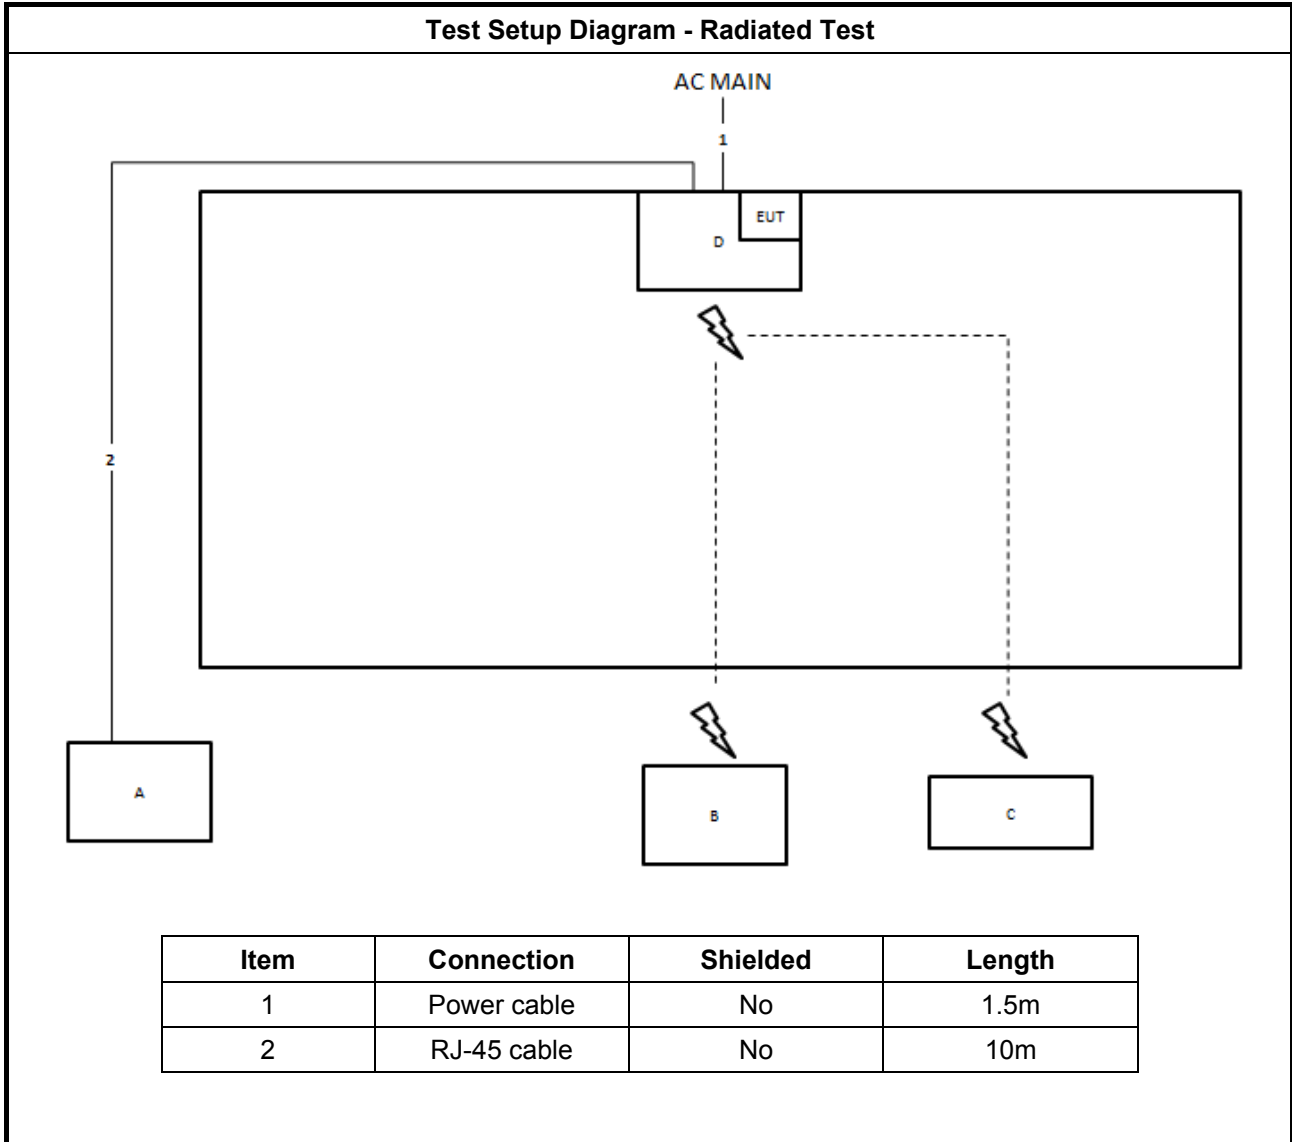 Test Setup Diagram - Radiated Test
AC MAIN
1
EUT
D
2
A
B
C
Item Connection Shielded Length
1 Power cable No 1.5m
2 RJ-45 cable No 10m